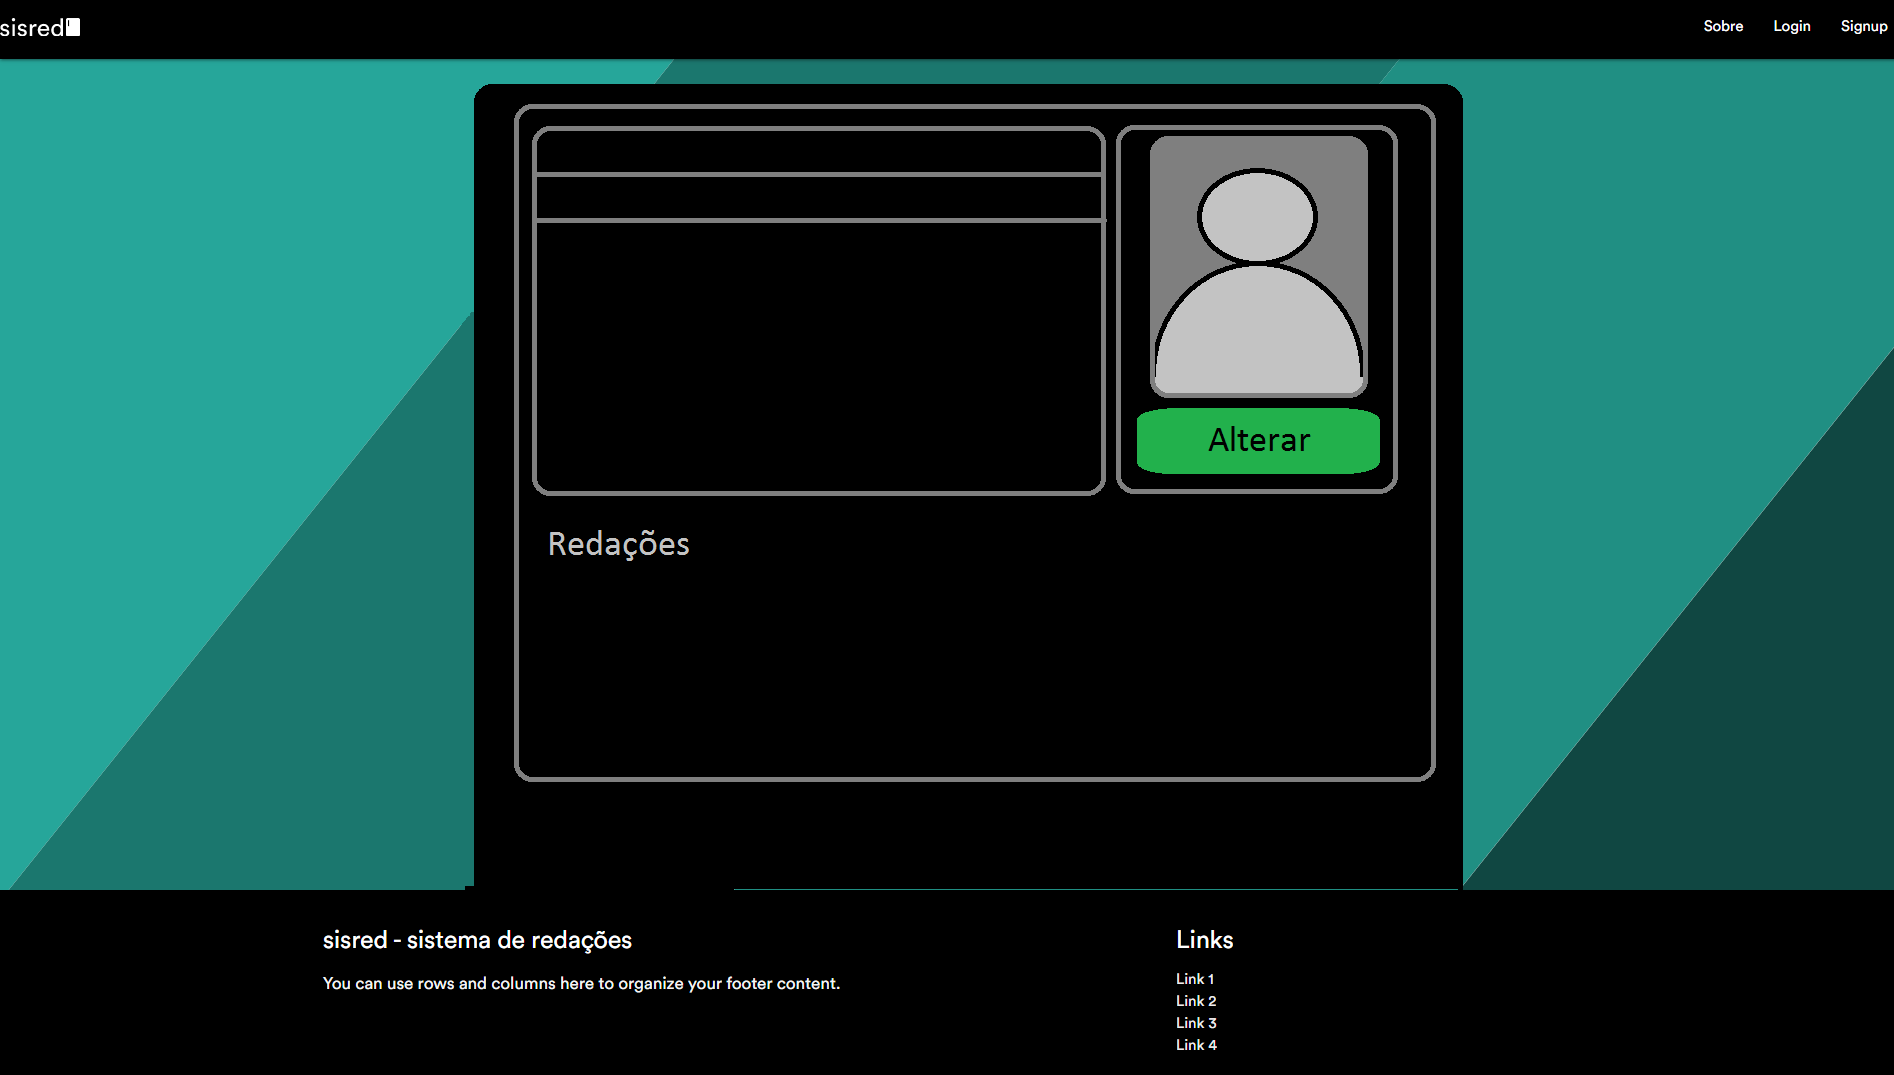 sisred
Sobre
Login
Signup
Alterar
Redações
sisred - sistema de redações
You can use rows and columns here to organize your footer content.
Links
Link 1
Link 2
Link 3
Link 4